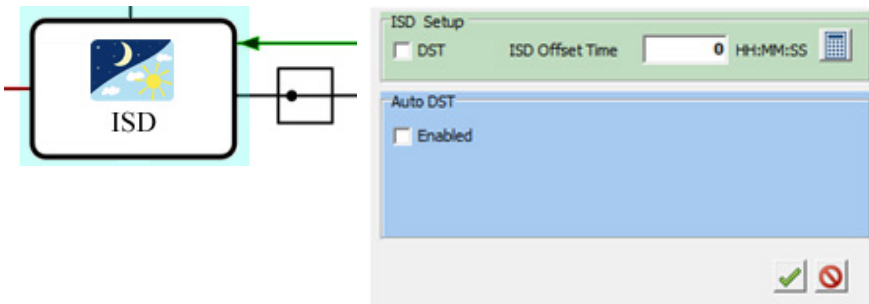 ISD
ISD Setup
DST ISD Offset Time 0 HH:MM:SS
Auto DST
Enabled